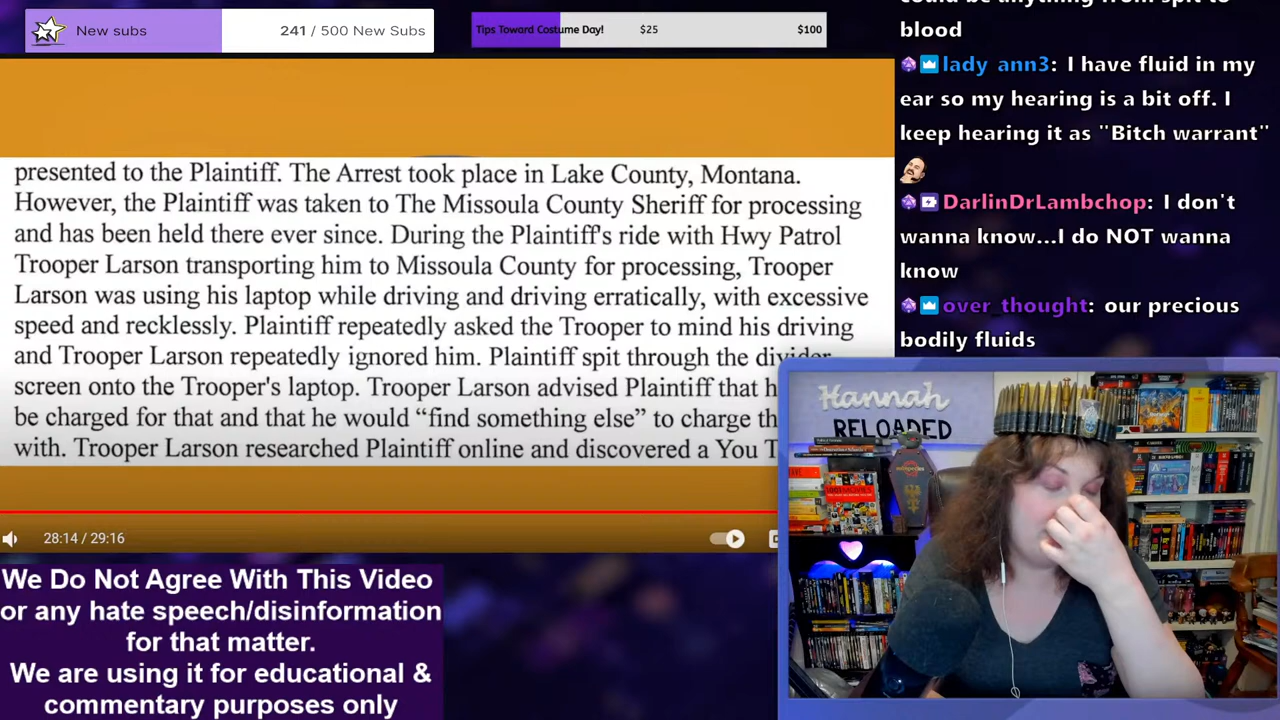 New subs
241 / 500 New Subs
Tips Toward Costume Day!
$25
$100
presented to the Plaintiff. The Arrest took place in Lake County, Montana.
However, the Plaintiff was taken to The Missoula County Sheriff for processing
and has been held there ever since. During the Plaintiff's ride with Hwy Patrol
Trooper Larson transporting him to Missoula County for processing, Trooper
Larson was using his laptop while driving and driving erratically, with excessive
speed and recklessly. Plaintiff repeatedly asked the Trooper to mind his driving
and Trooper Larson repeatedly ignored him. Plaintiff spit through the divider
screen onto the Trooper's laptop. Trooper Larson advised Plaintiff that h
be charged for that and that he would “find something else” to charge th
with. Trooper Larson researched Plaintiff online and discovered a You T
28:14 / 29:16
We Do Not Agree With This Video
or any hate speech/disinformation
for that matter.
We are using it for educational &
commentary purposes only
blood
lady_ann3: I have fluid in my
ear so my hearing is a bit off. I
keep hearing it as "Bitch warrant"
DarlinDrLambchop: I don't
wanna know...I do NOT wanna
know
over_thought: our precious
bodily fluids
Hannah
RELOADED